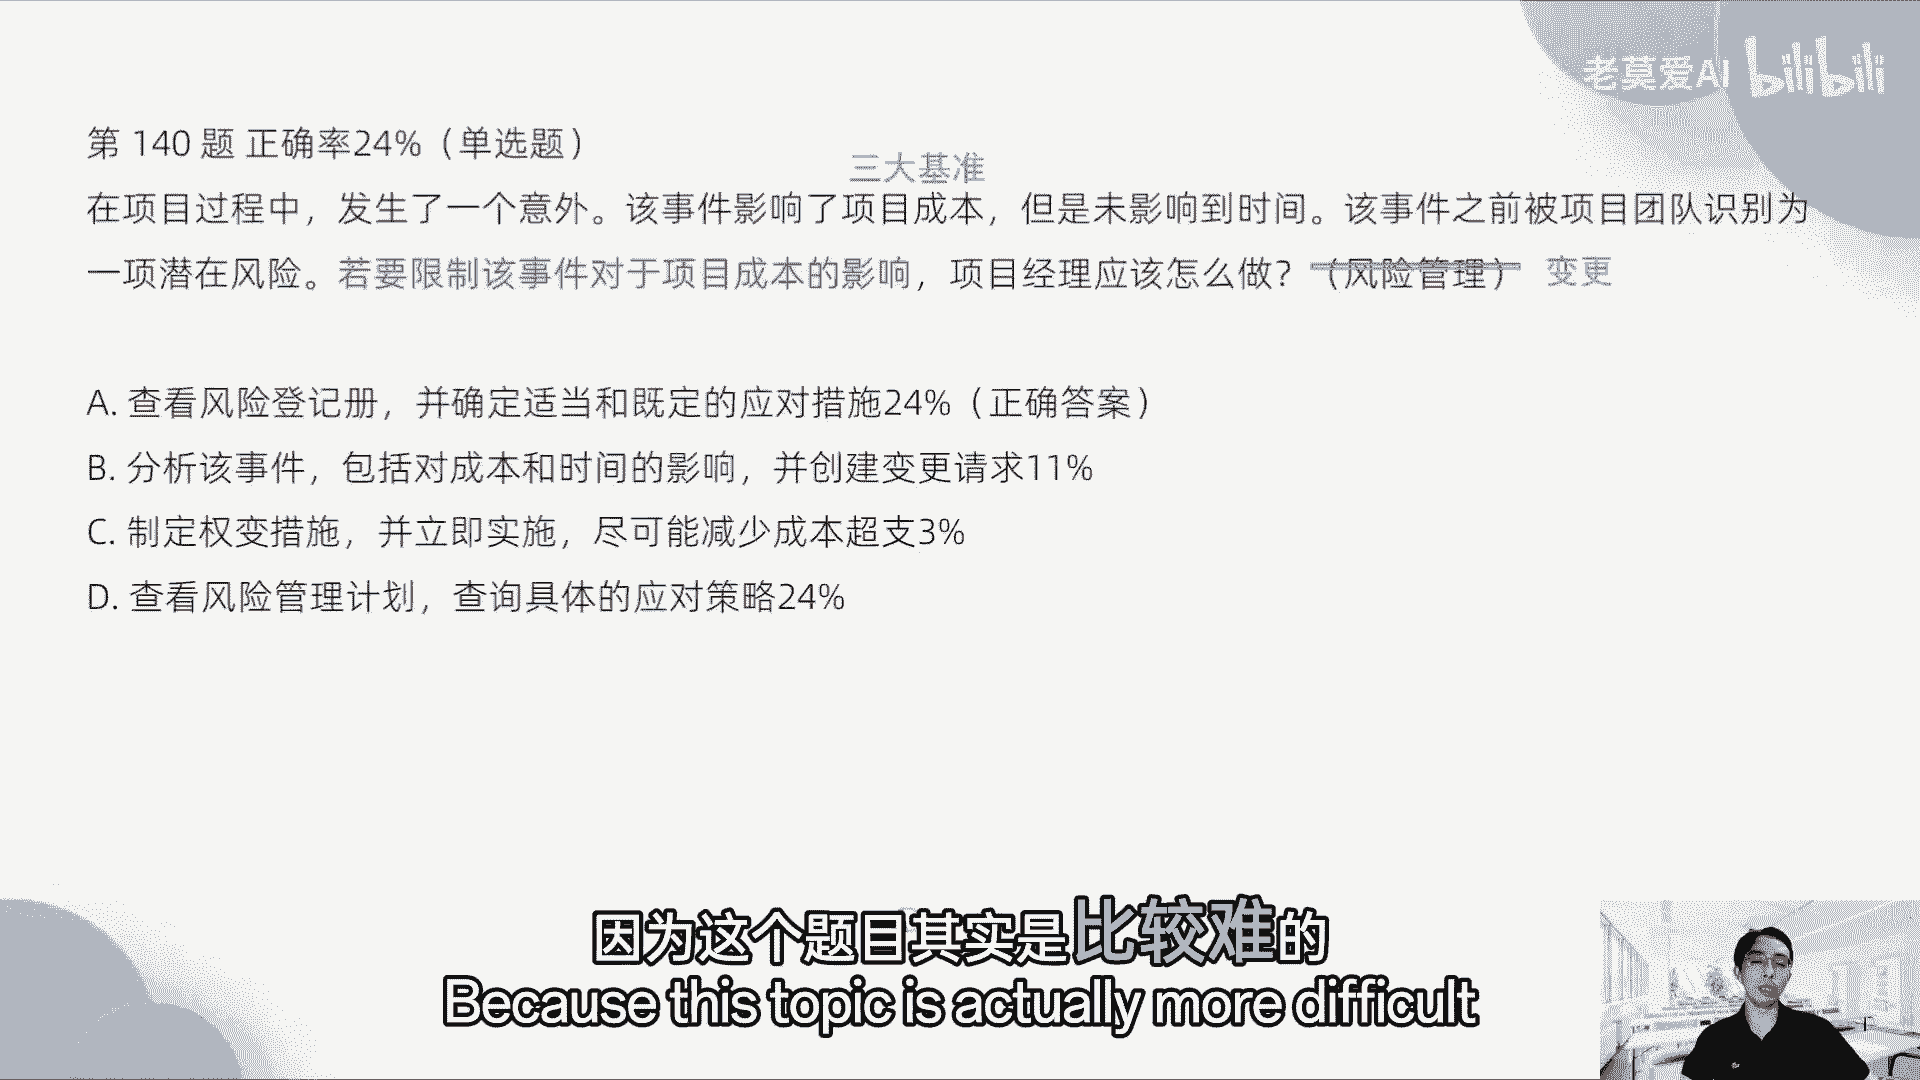 老莫爱AI bilibili
第 140 题 正确率24%（单选题）
三大基准
在项目过程中，发生了一个意外。该事件影响了项目成本，但是未影响到时间。该事件之前被项目团队识别为
一项潜在风险。若要限制该事件对于项目成本的影响，项目经理应该怎么做？（风险管理） 变更
A. 查看风险登记册，并确定适当和既定的应对措施24%（正确答案）
B. 分析该事件，包括对成本和时间的影响，并创建变更请求11%
C. 制定权变措施，并立即实施，尽可能减少成本超支3%
D. 查看风险管理计划，查询具体的应对策略24%
因为这个题目其实是比较难的
Because this topic is actually more difficult